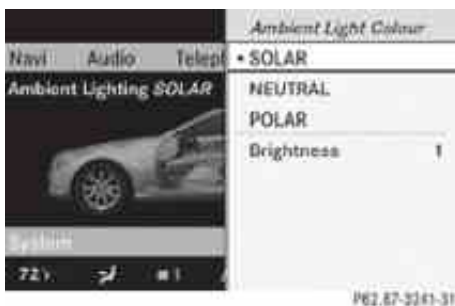 Ambient Light Colour
Navi Audio Telepl
• SOLAR
Ambient Lighting SOLAR
NEUTRAL
POLAR
Brightness 1
System
72
P82.87-3241-31